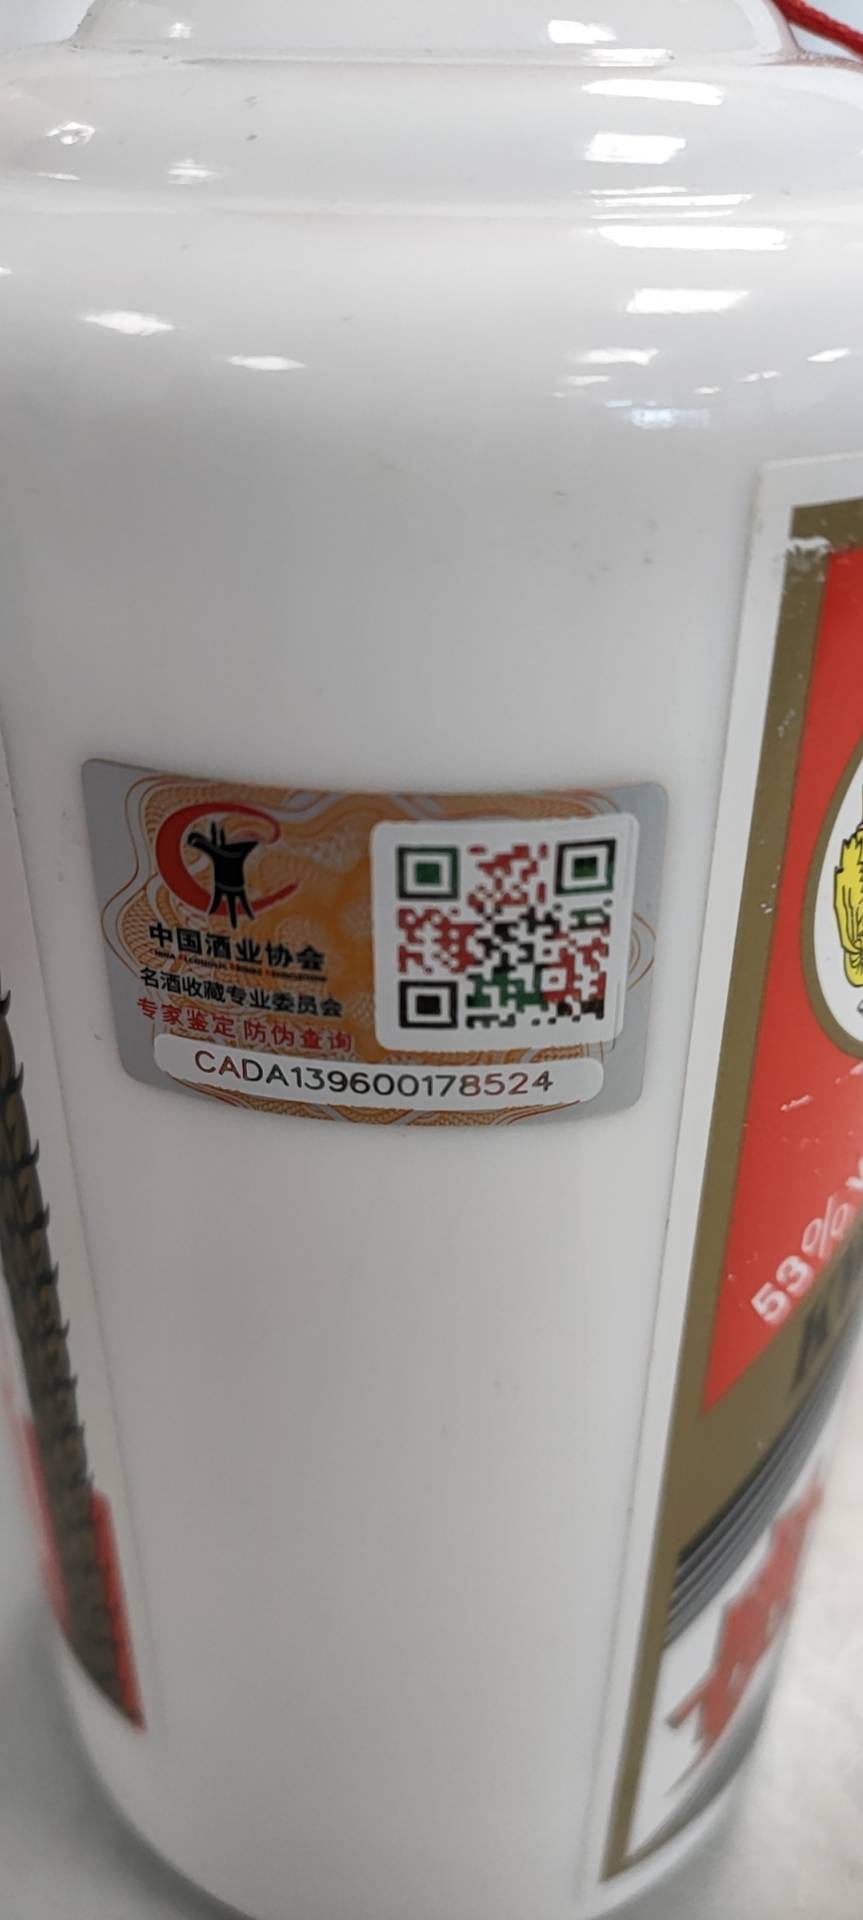 中国酒业协会
名酒收藏专业委员会
专家鉴定 防伪查询
CADA139600178524
53%